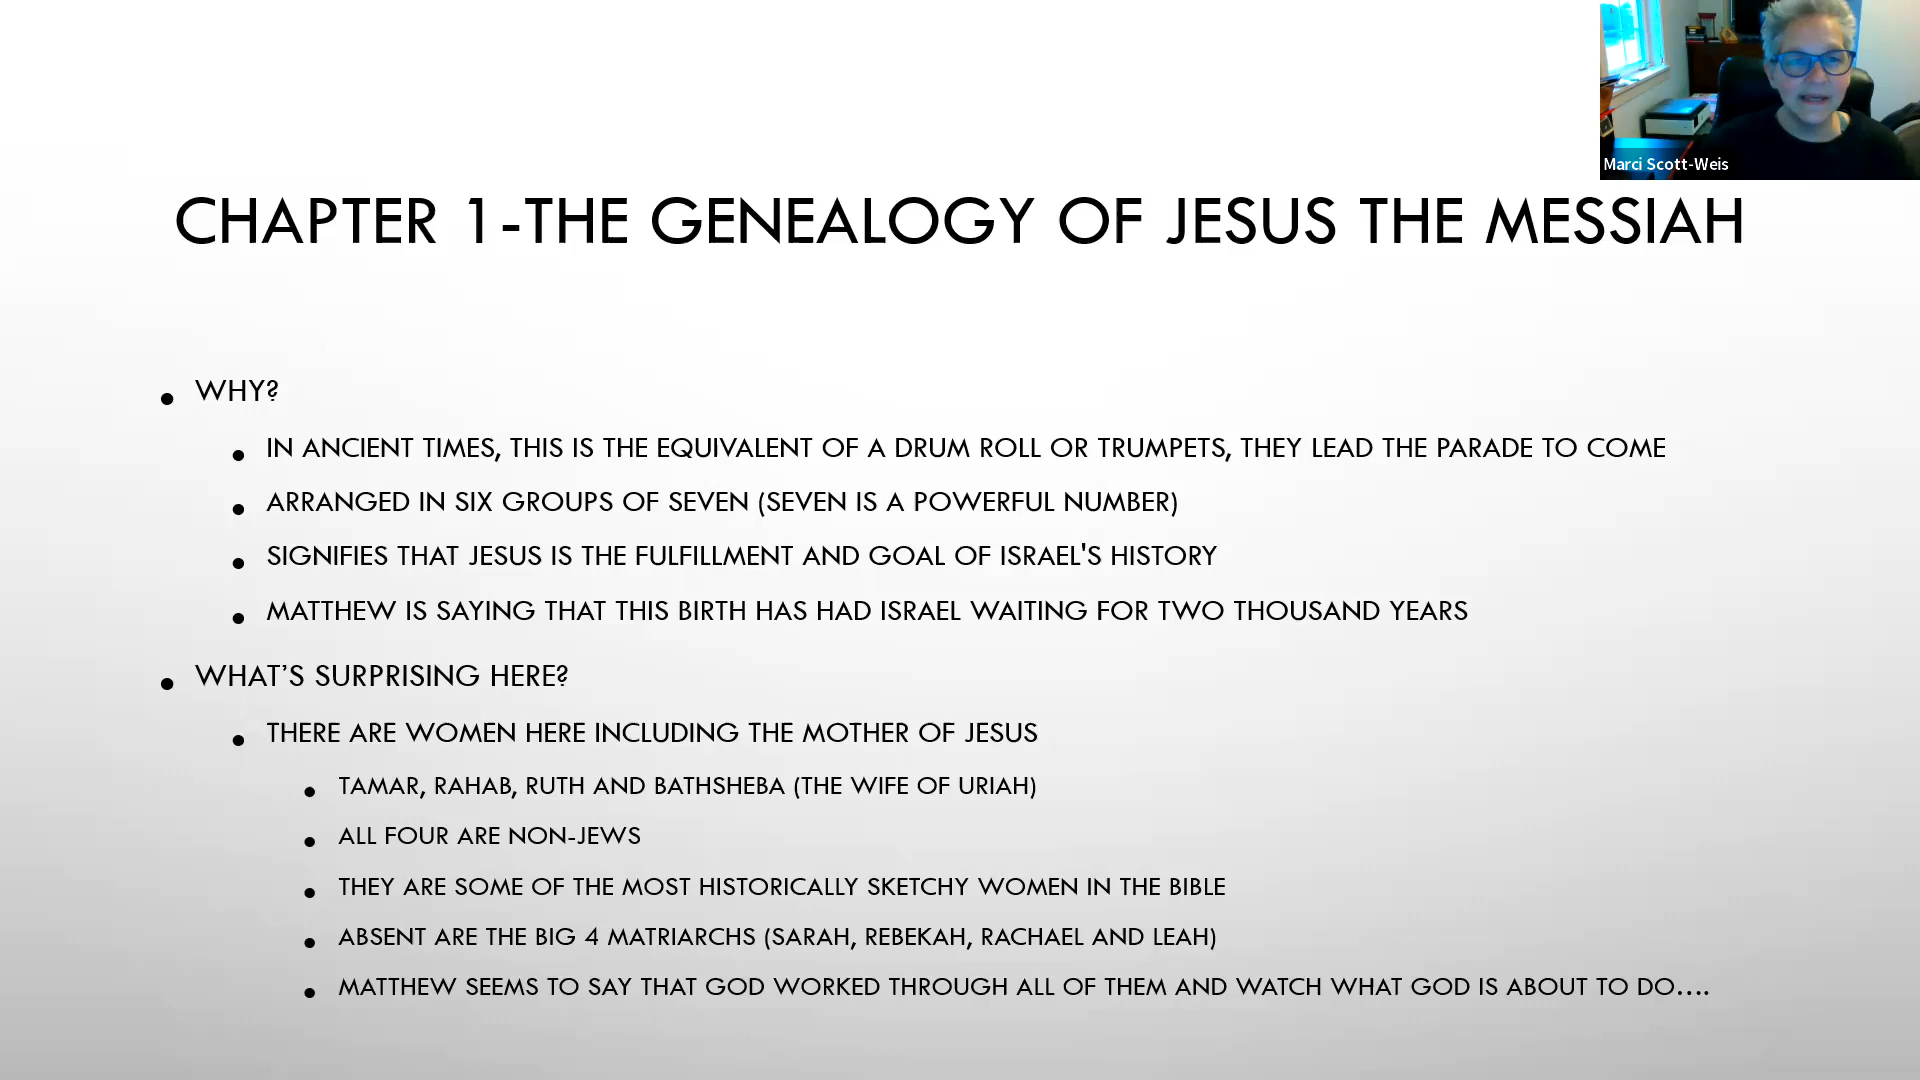 Marci Scott-Weis
CHAPTER 1-THE GENEALOGY OF JESUS THE MESSIAH
• WHY?
• IN ANCIENT TIMES, THIS IS THE EQUIVALENT OF A DRUM ROLL OR TRUMPETS, THEY LEAD THE PARADE TO COME
• ARRANGED IN SIX GROUPS OF SEVEN (SEVEN IS A POWERFUL NUMBER)
• SIGNIFIES THAT JESUS IS THE FULFILLMENT AND GOAL OF ISRAEL'S HISTORY
• MATTHEW IS SAYING THAT THIS BIRTH HAS HAD ISRAEL WAITING FOR TWO THOUSAND YEARS
• WHAT’S SURPRISING HERE?
• THERE ARE WOMEN HERE INCLUDING THE MOTHER OF JESUS
• TAMAR, RAHAB, RUTH AND BATHSHEBA (THE WIFE OF URIAH)
• ALL FOUR ARE NON-JEWS
• THEY ARE SOME OF THE MOST HISTORICALLY SKETCHY WOMEN IN THE BIBLE
• ABSENT ARE THE BIG 4 MATRIARCHS (SARAH, REBEKAH, RACHAEL AND LEAH)
• MATTHEW SEEMS TO SAY THAT GOD WORKED THROUGH ALL OF THEM AND WATCH WHAT GOD IS ABOUT TO DO….